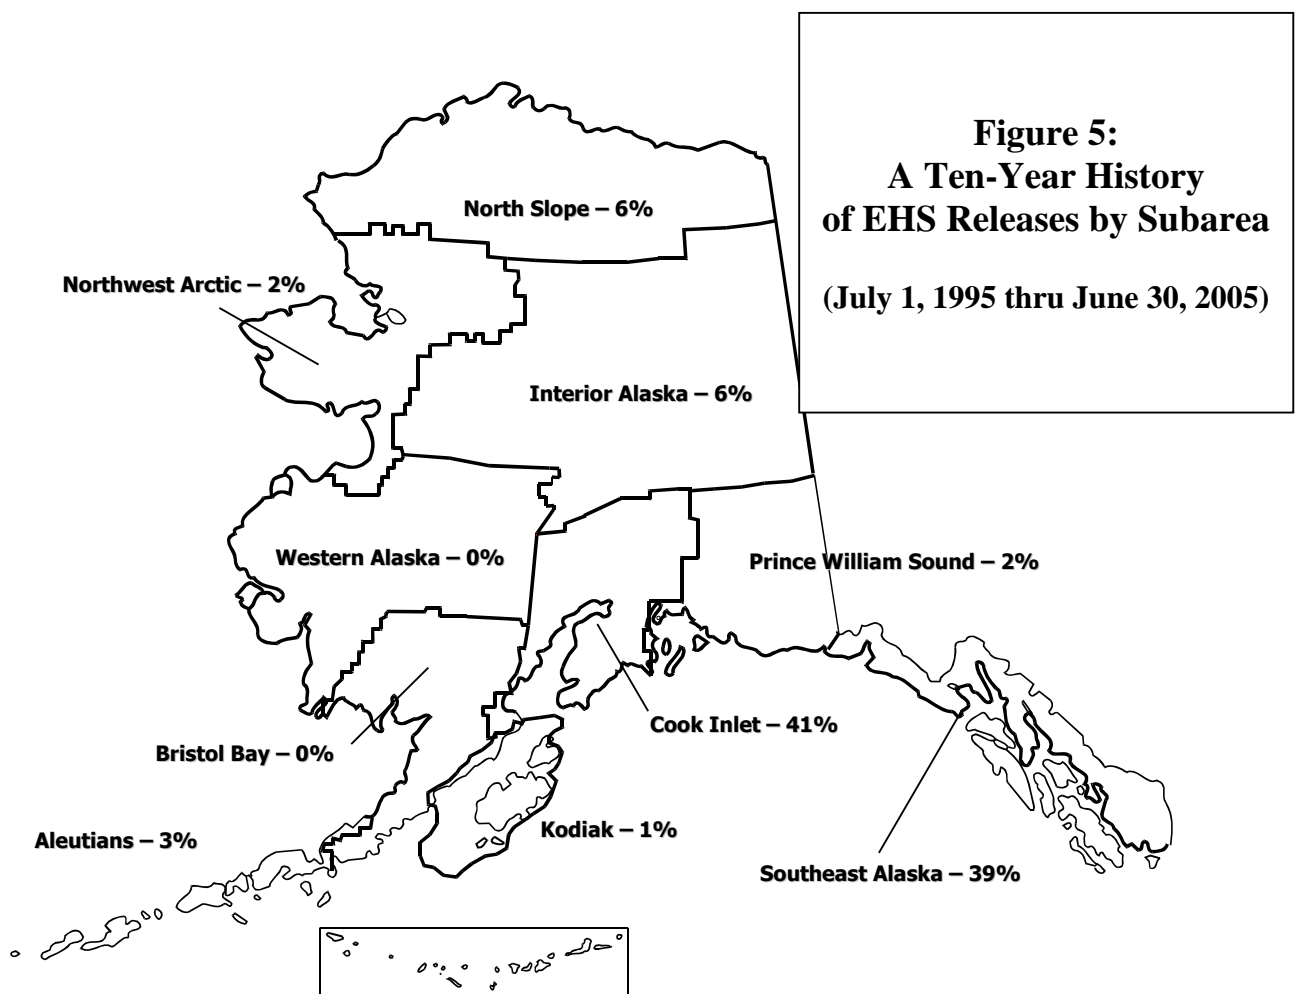 Figure 5:
A Ten-Year History
of EHS Releases by Subarea
(July 1, 1995 thru June 30, 2005)
North Slope – 6%
Northwest Arctic – 2%
Interior Alaska – 6%
Western Alaska – 0%
Prince William Sound – 2%
Cook Inlet – 41%
Bristol Bay – 0%
Kodiak – 1%
Aleutians – 3%
Southeast Alaska – 39%